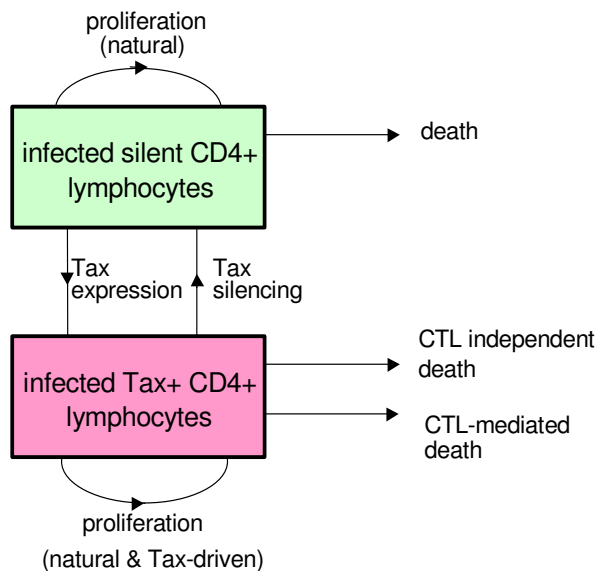 proliferation
(natural)
infected silent CD4+
lymphocytes
death
Tax
expression
Tax
silencing
infected Tax+ CD4+
lymphocytes
CTL independent
death
CTL-mediated
death
proliferation
(natural & Tax-driven)